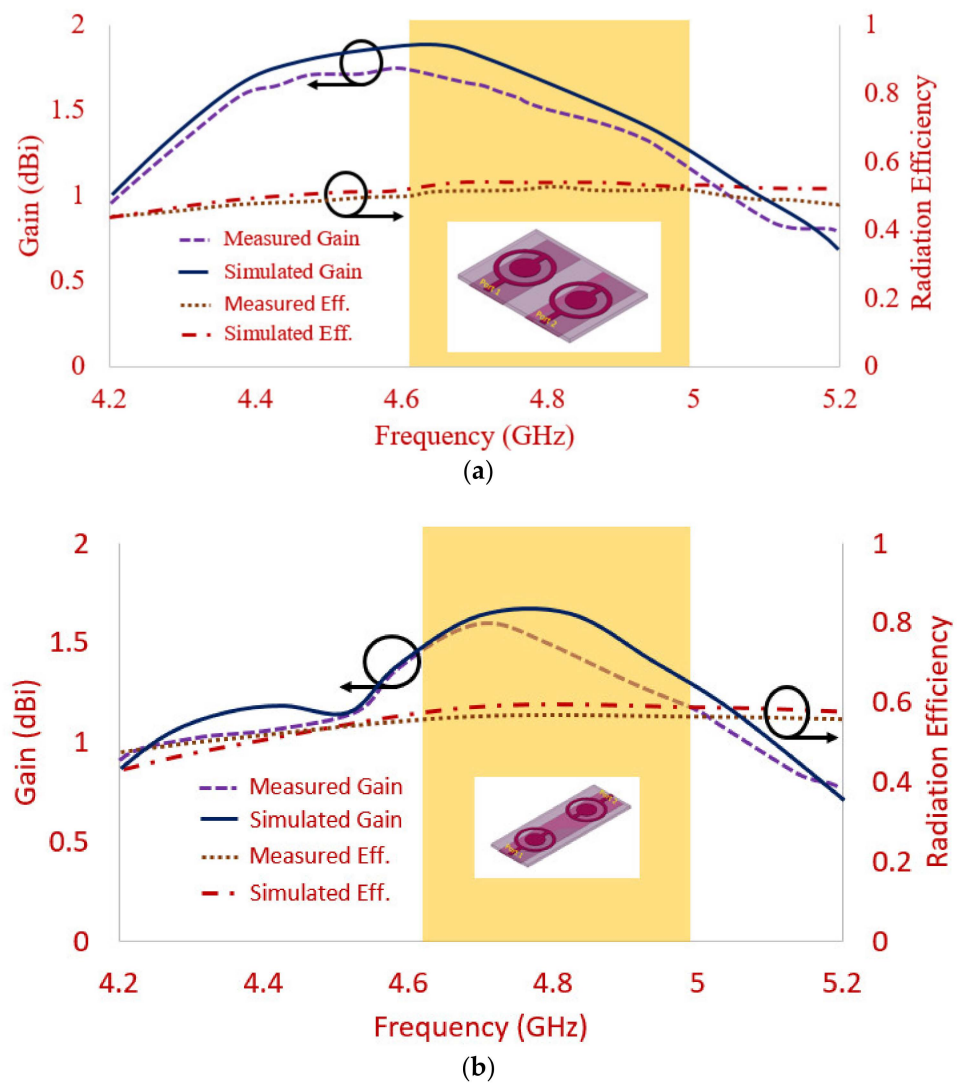 2
1.5
1
0.5
0
Gain (dBi)
1
0.8
0.6
0.4
0.2
0
Radiation Efficiency
Measured Gain
Simulated Gain
Measured Eff.
Simulated Eff.
Port 1
Port 2
4.2
4.4
4.6
4.8
5
5.2
Frequency (GHz)
(a)
2
1.5
1
0.5
0
Gain (dBi)
1
0.8
0.6
0.4
0.2
0
Radiation Efficiency
Measured Gain
Simulated Gain
Measured Eff.
Simulated Eff.
4.2
4.4
4.6
4.8
5
5.2
Frequency (GHz)
(b)